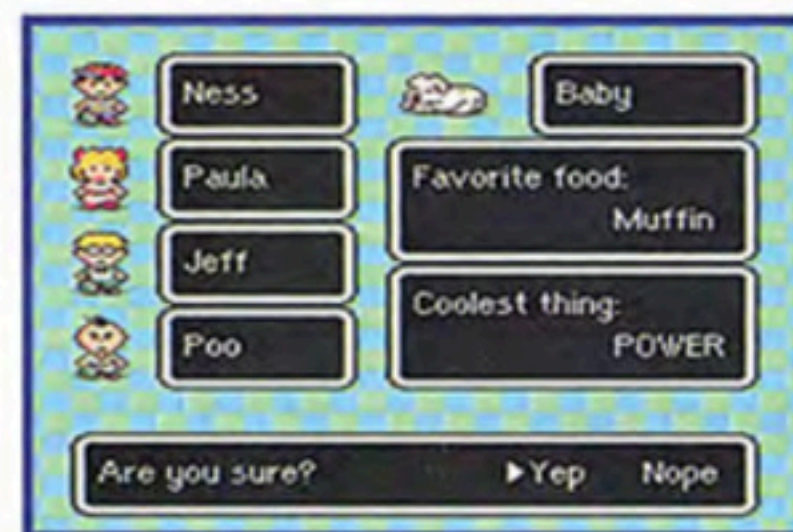 Ness
Baby
Paula
Favorite food:
Muffin
Jeff
Coolest thing:
POWER
Poo
Are you sure? ▶Yep Nope